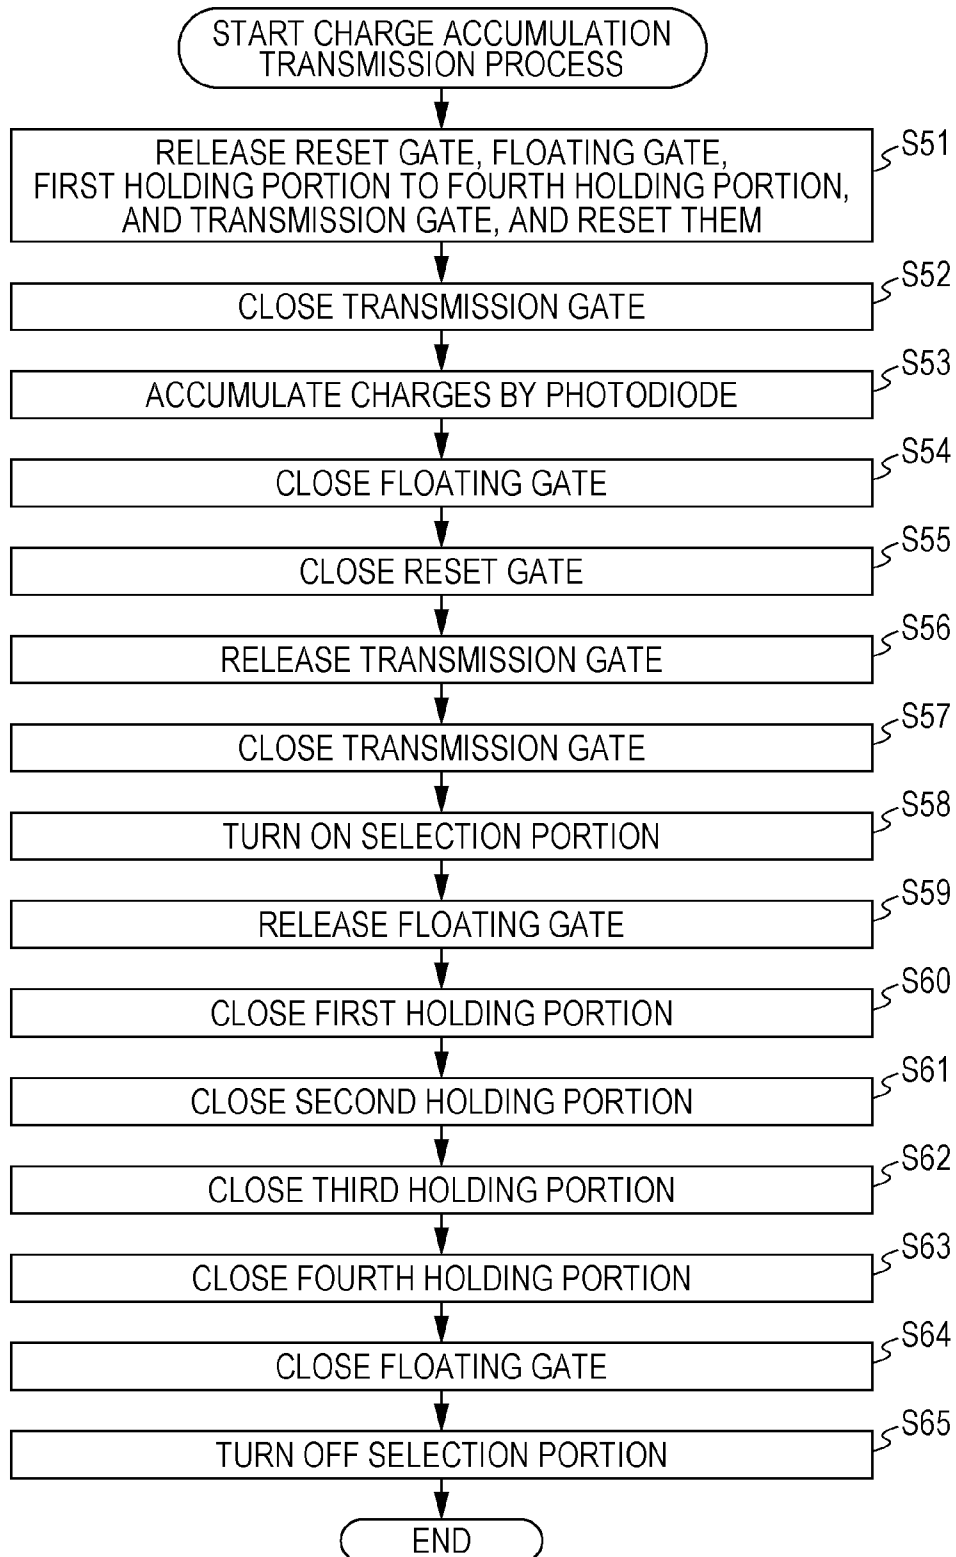 START CHARGE ACCUMULATION
TRANSMISSION PROCESS
S51
RELEASE RESET GATE, FLOATING GATE,
FIRST HOLDING PORTION TO FOURTH HOLDING PORTION,
AND TRANSMISSION GATE, AND RESET THEM
S52
CLOSE TRANSMISSION GATE
S53
ACCUMULATE CHARGES BY PHOTODIODE
S54
CLOSE FLOATING GATE
S55
CLOSE RESET GATE
S56
RELEASE TRANSMISSION GATE
S57
CLOSE TRANSMISSION GATE
S58
TURN ON SELECTION PORTION
S59
RELEASE FLOATING GATE
S60
CLOSE FIRST HOLDING PORTION
S61
CLOSE SECOND HOLDING PORTION
S62
CLOSE THIRD HOLDING PORTION
S63
CLOSE FOURTH HOLDING PORTION
S64
CLOSE FLOATING GATE
S65
TURN OFF SELECTION PORTION
END